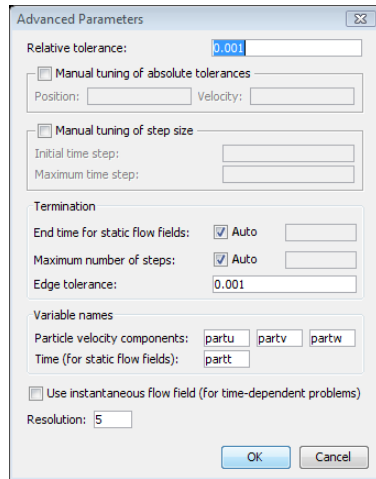 Advanced Parameters
Relative tolerance: 0.001
Manual tuning of absolute tolerances
Position: Velocity:
Manual tuning of step size
Initial time step:
Maximum time step:
Termination
End time for static flow fields: Auto
Maximum number of steps: Auto
Edge tolerance: 0.001
Variable names
Particle velocity components: partu partv partw
Time (for static flow fields): partt
Use instantaneous flow field (for time-dependent problems)
Resolution: 5
OK Cancel